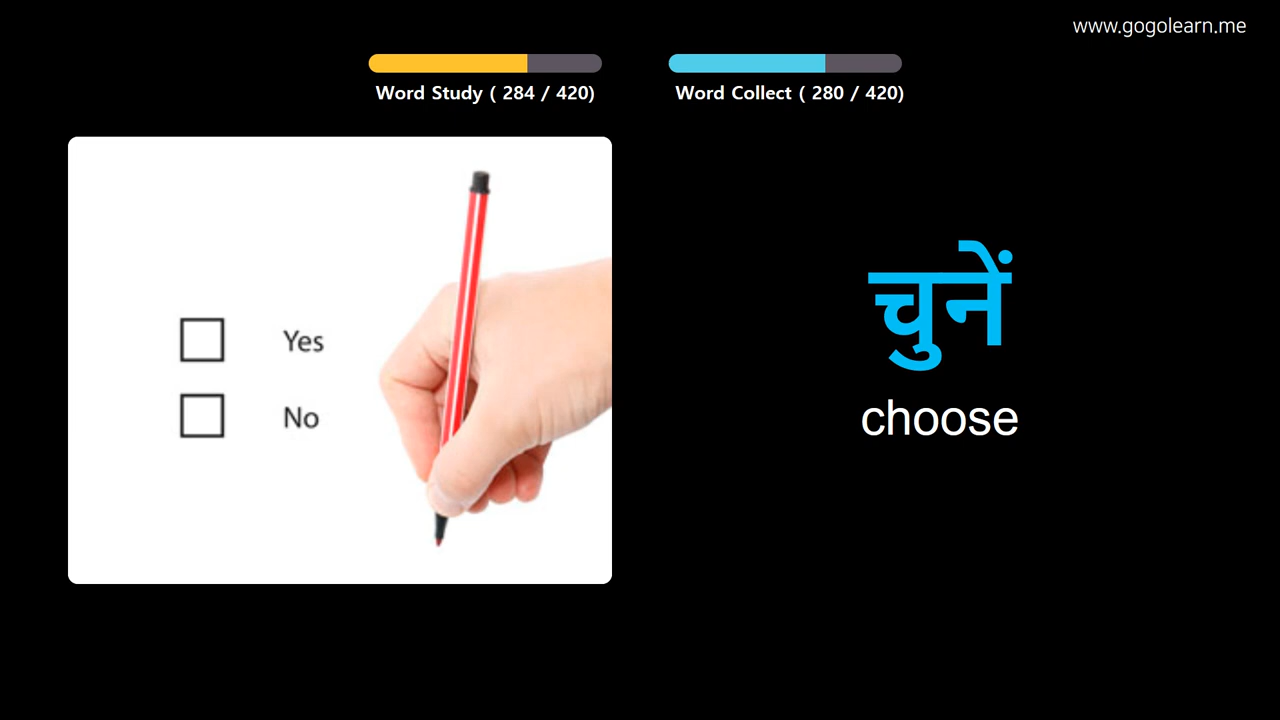 www.gogolearn.me
Word Study ( 284 / 420)
Word Collect ( 280 / 420)
Yes
No
चुनें
choose